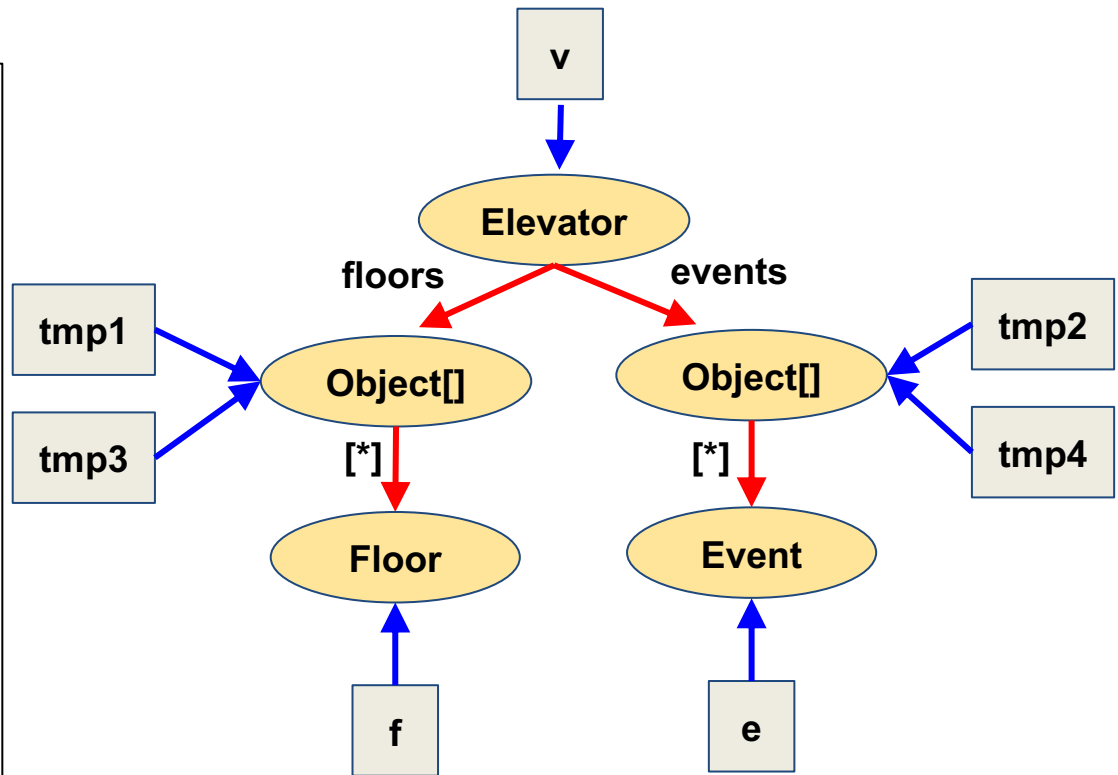 v
Elevator
floors
events
tmp1
tmp2
Object[]
Object[]
tmp3
tmp4
[*]
[*]
Floor
Event
f
e